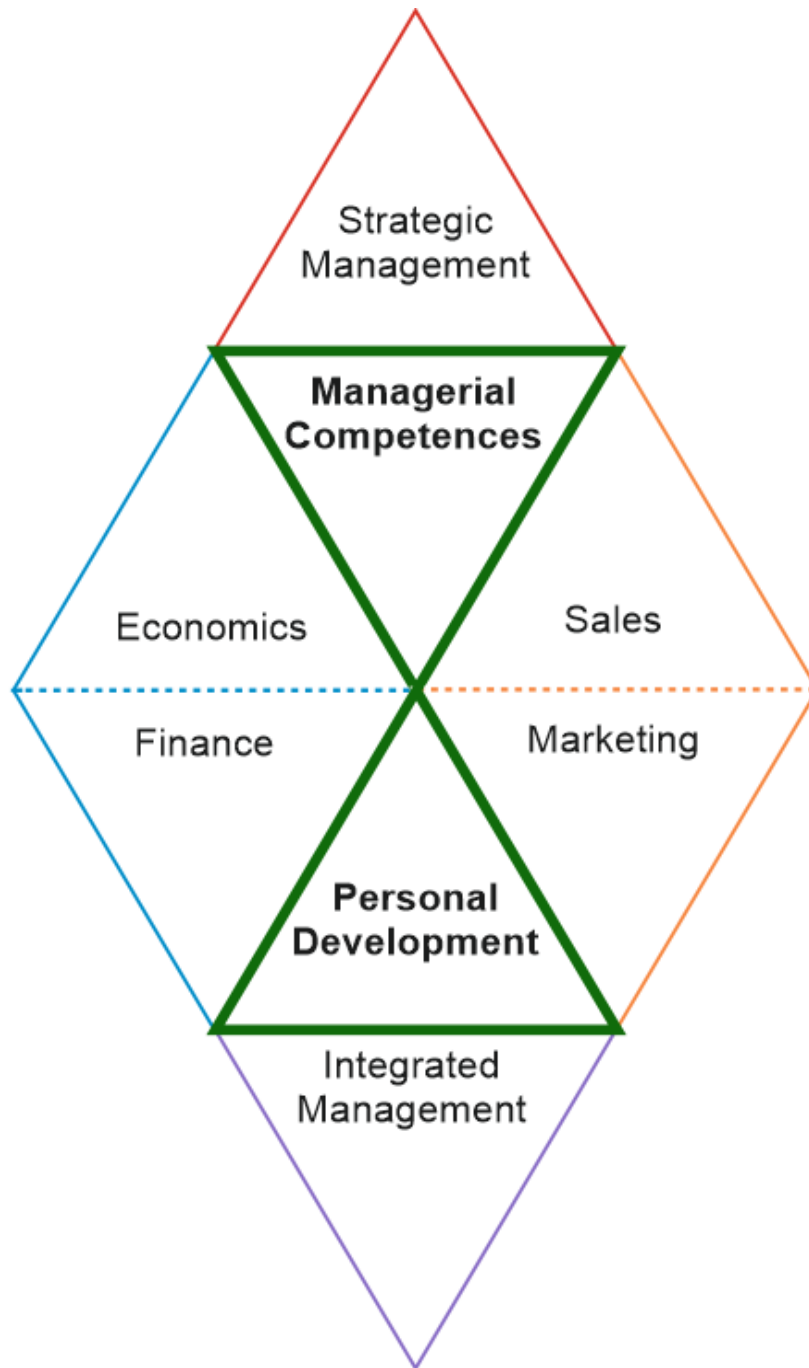 Strategic
Management
Managerial
Competences
Economics
Sales
Finance
Marketing
Personal
Development
Integrated
Management